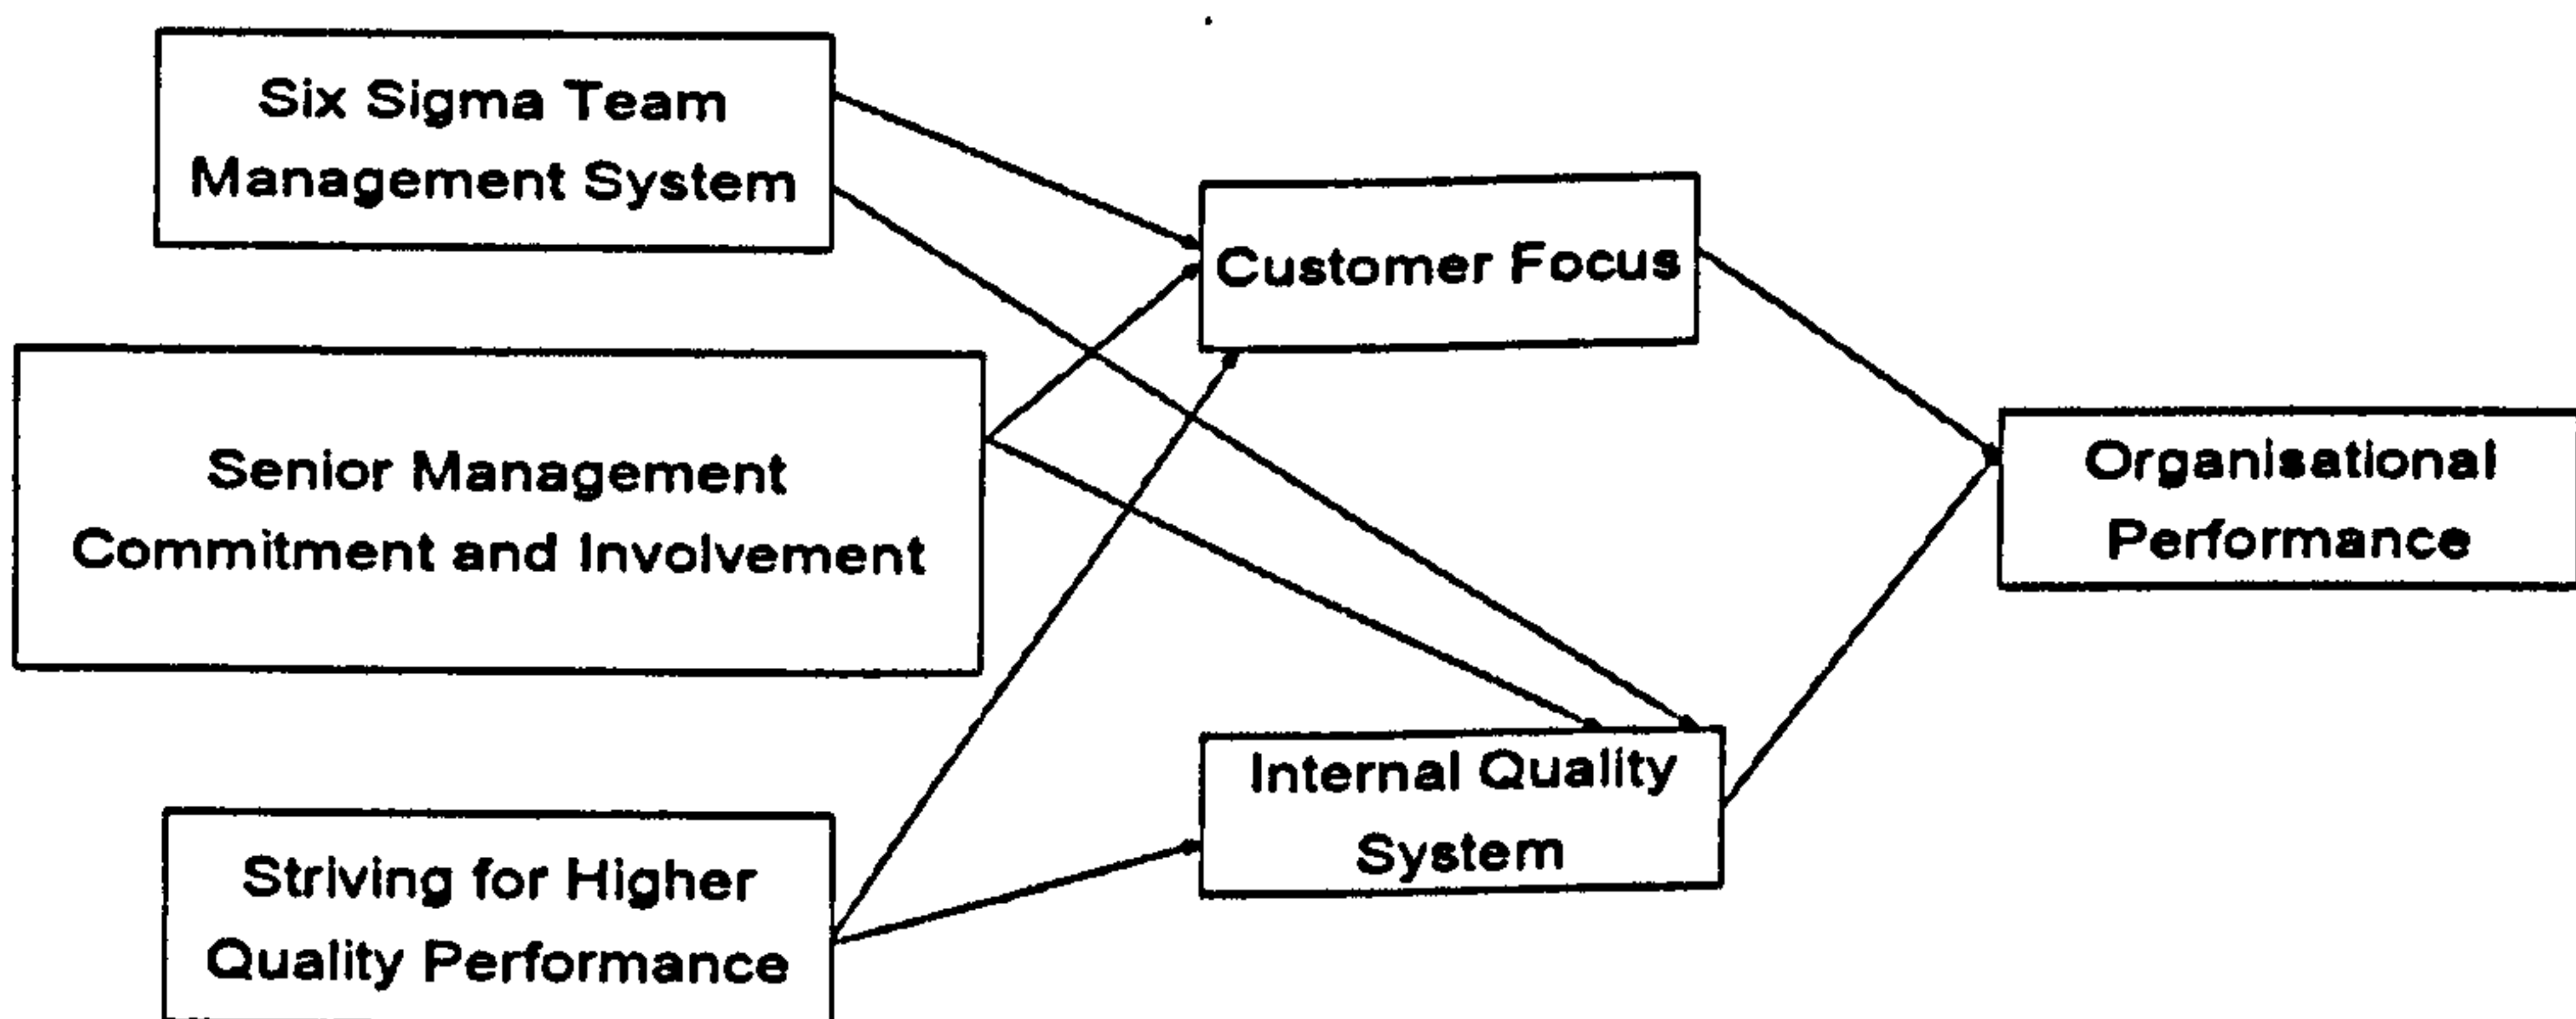 Six Sigma Team
Management System
Customer Focus
Senior Management
Commitment and Involvement
Organisational
Performance
Internal Quality
System
Striving for Higher
Quality Performance